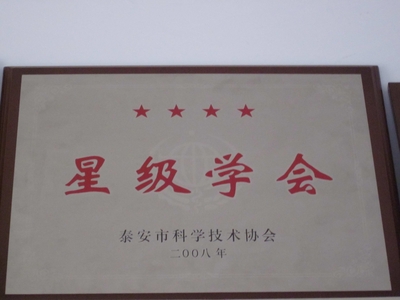 星级学会
泰安市科学技术协会
二〇〇八年